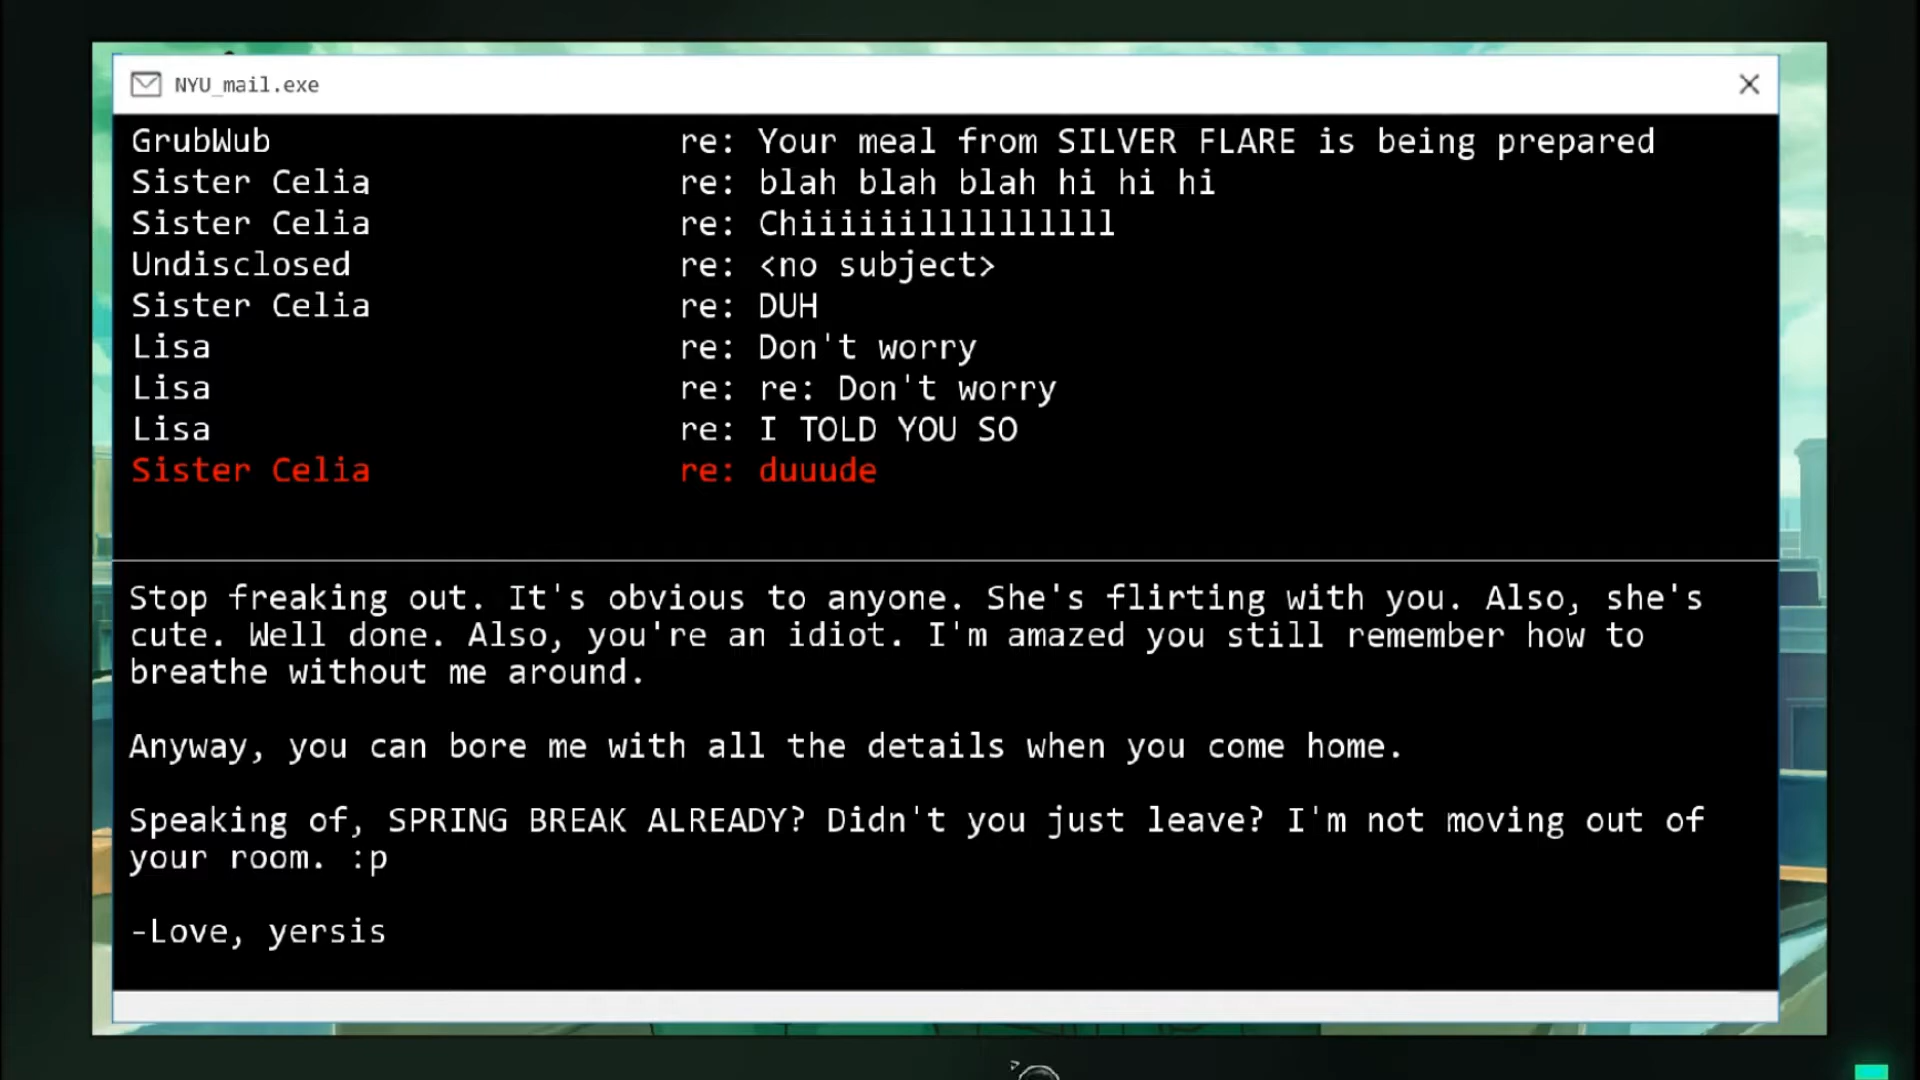 NYU_mail.exe
GrubWub re: Your meal from SILVER FLARE is being prepared
Sister Celia re: blah blah blah hi hi hi
Sister Celia re: Chiiiiiillllllllll
Undisclosed re: <no subject>
Sister Celia re: DUH
Lisa re: Don't worry
Lisa re: re: Don't worry
Lisa re: I TOLD YOU SO
Sister Celia re: duuude
Stop freaking out. It's obvious to anyone. She's flirting with you. Also, she's
cute. Well done. Also, you're an idiot. I'm amazed you still remember how to
breathe without me around.
Anyway, you can bore me with all the details when you come home.
Speaking of, SPRING BREAK ALREADY? Didn't you just leave? I'm not moving out of
your room. :p
-Love, yersis